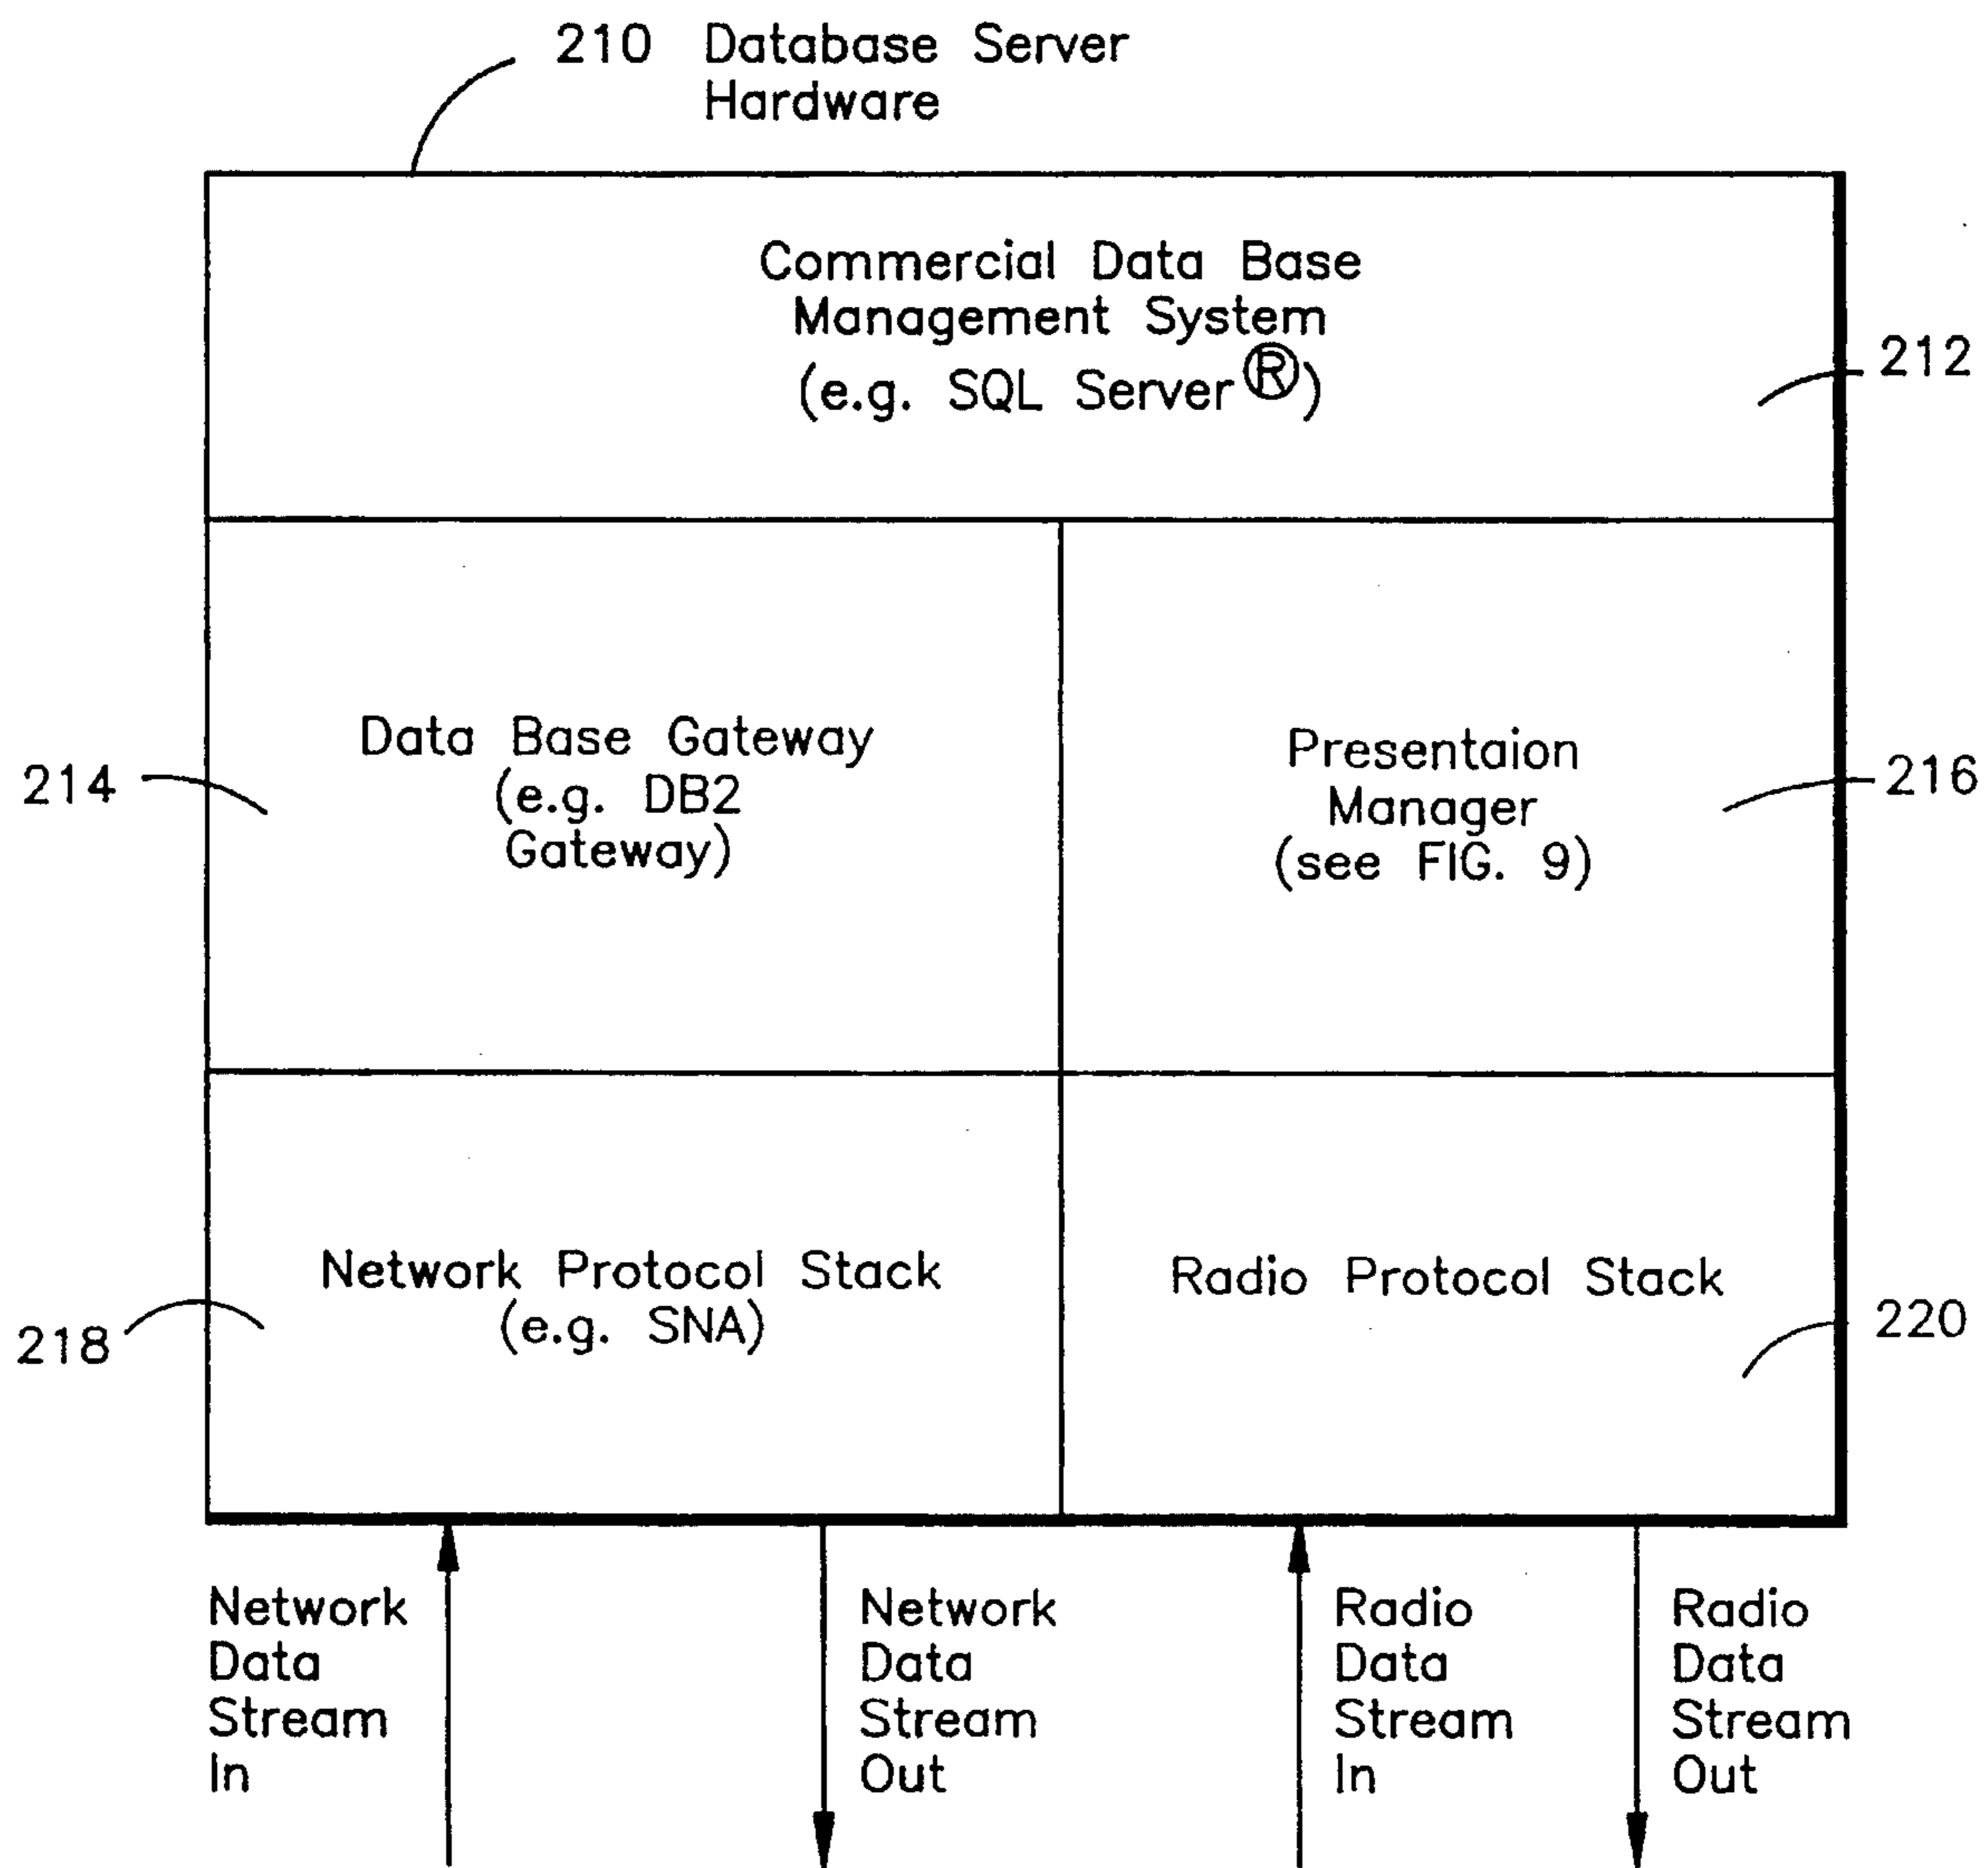 210 Database Server
Hardware
Commercial Data Base
Management System
(e.g. SQL Server®)
212
Data Base Gateway
(e.g. DB2
Gateway)
214
Presentaion
Manager
(see FIG. 9)
216
Network Protocol Stack
(e.g. SNA)
218
Radio Protocol Stack
220
Network
Data
Stream
In
Network
Data
Stream
Out
Radio
Data
Stream
In
Radio
Data
Stream
Out